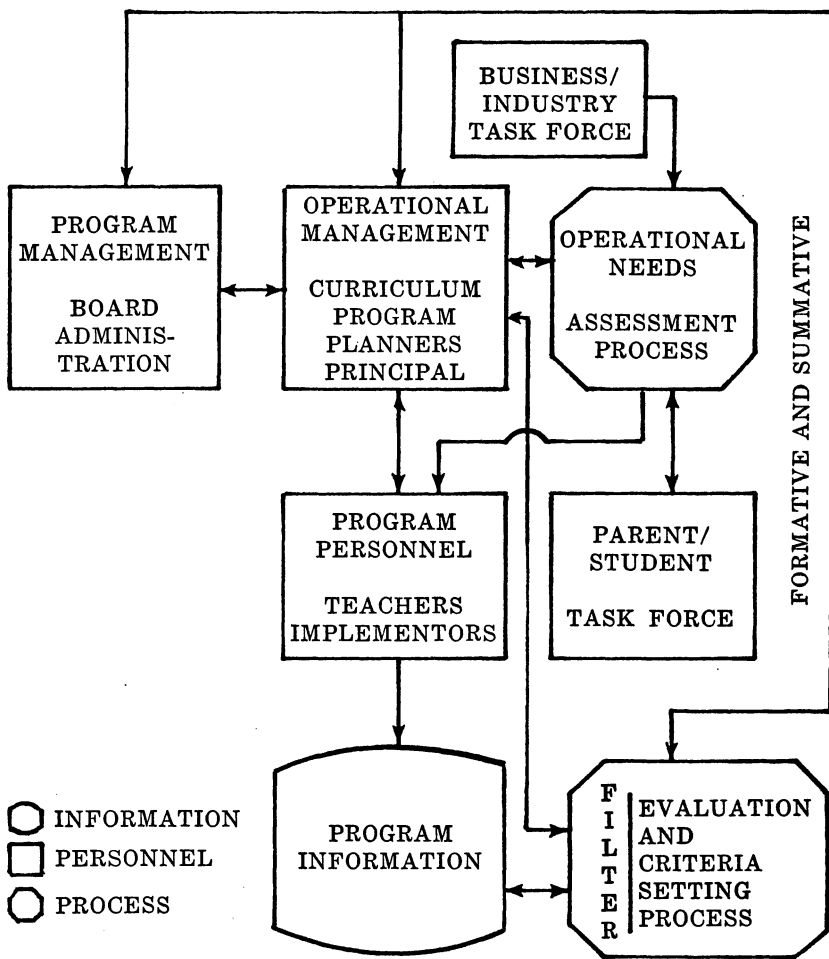 BUSINESS/
INDUSTRY
TASK FORCE
PROGRAM
MANAGEMENT
BOARD
ADMINIS-
TRATION
OPERATIONAL
MANAGEMENT
CURRICULUM
PROGRAM
PLANNERS
PRINCIPAL
OPERATIONAL
NEEDS
ASSESSMENT
PROCESS
FORMATIVE AND SUMMATIVE
PROGRAM
PERSONNEL
TEACHERS
IMPLEMENTORS
PARENT/
STUDENT
TASK FORCE
INFORMATION
PERSONNEL
PROCESS
PROGRAM
INFORMATION
FILTER
EVALUATION
AND
CRITERIA
SETTING
PROCESS